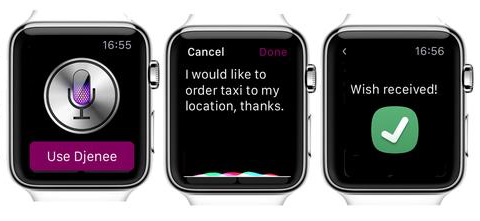 16:55
Use Djenee
Cancel Done
I would like to
order taxi to my
location, thanks.
< 16:56
Wish received!